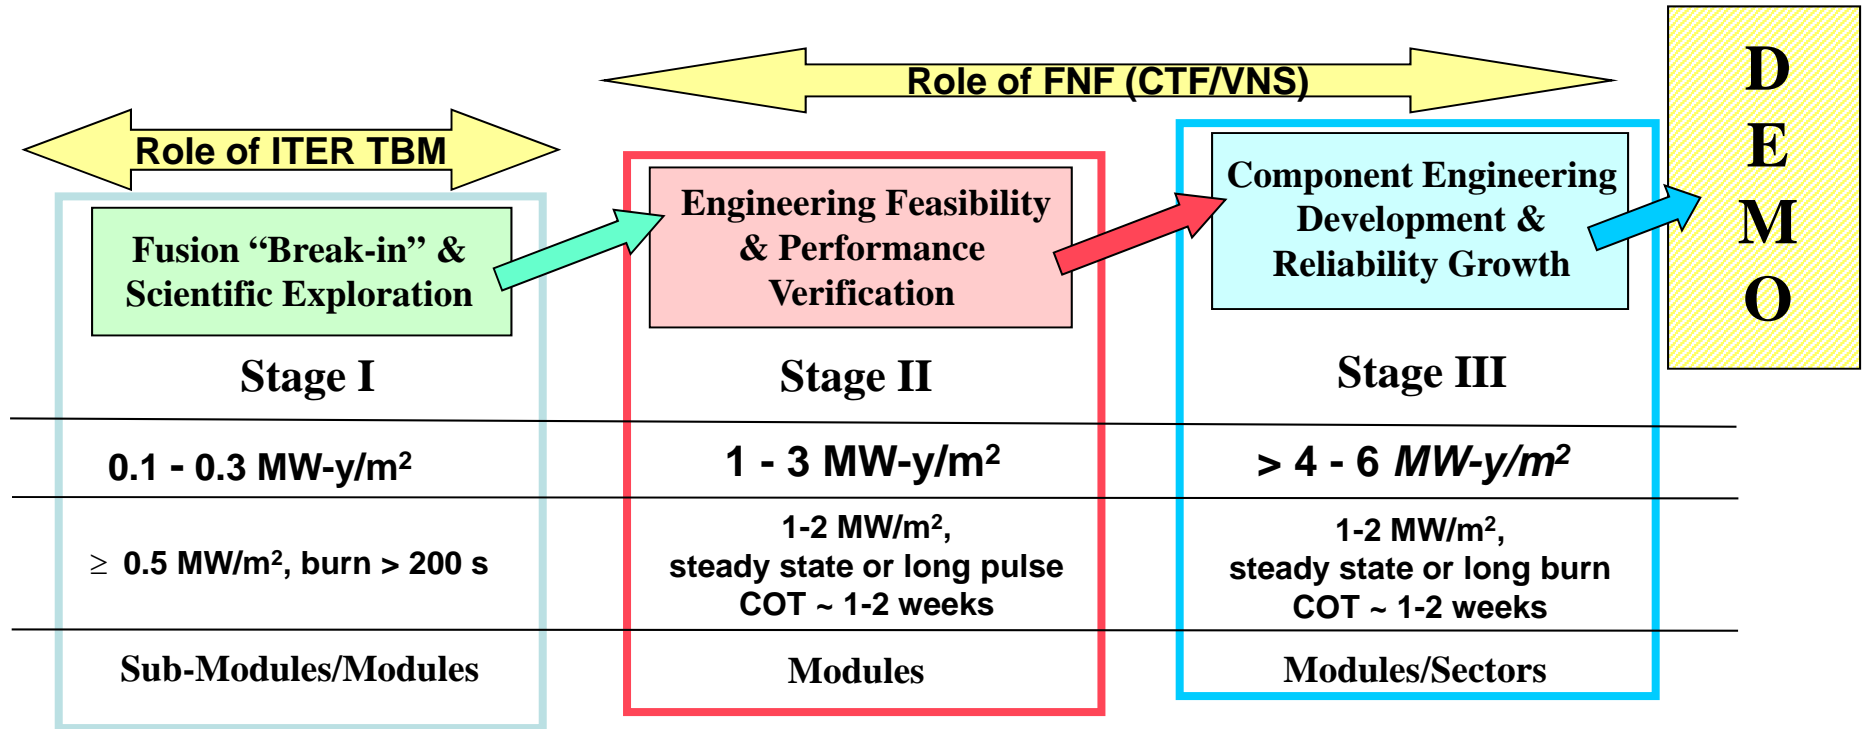 Role of FNF (CTF/VNS)
Role of ITER TBM
D
E
M
O
Fusion “Break-in” &
Scientific Exploration
Engineering Feasibility
& Performance
Verification
Component Engineering
Development &
Reliability Growth
Stage I
Stage II
Stage III
0.1 - 0.3 MW-y/m²
1 - 3 MW-y/m²
> 4 - 6 MW-y/m²
≥ 0.5 MW/m², burn > 200 s
1-2 MW/m²,
steady state or long pulse
COT ~ 1-2 weeks
1-2 MW/m²,
steady state or long burn
COT ~ 1-2 weeks
Sub-Modules/Modules
Modules
Modules/Sectors